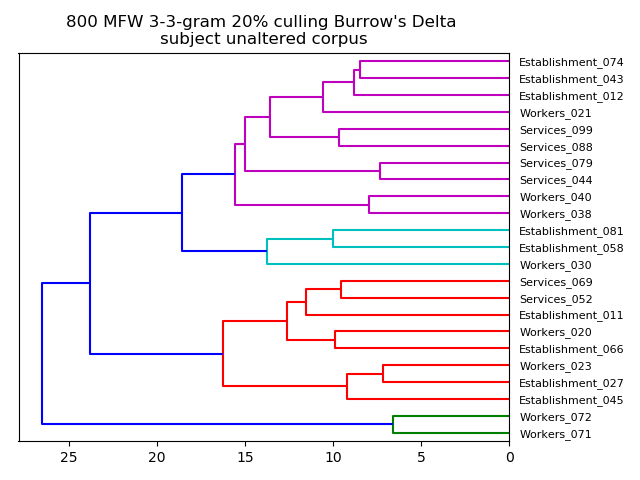 800 MFW 3-3-gram 20% culling Burrow's Delta
subject unaltered corpus
Establishment_074
Establishment_043
Establishment_012
Workers_021
Services_099
Services_088
Services_079
Services_044
Workers_040
Workers_038
Establishment_081
Establishment_058
Workers_030
Services_069
Services_052
Establishment_011
Workers_020
Establishment_066
Workers_023
Establishment_027
Establishment_045
Workers_072
Workers_071
25 20 15 10 5 0